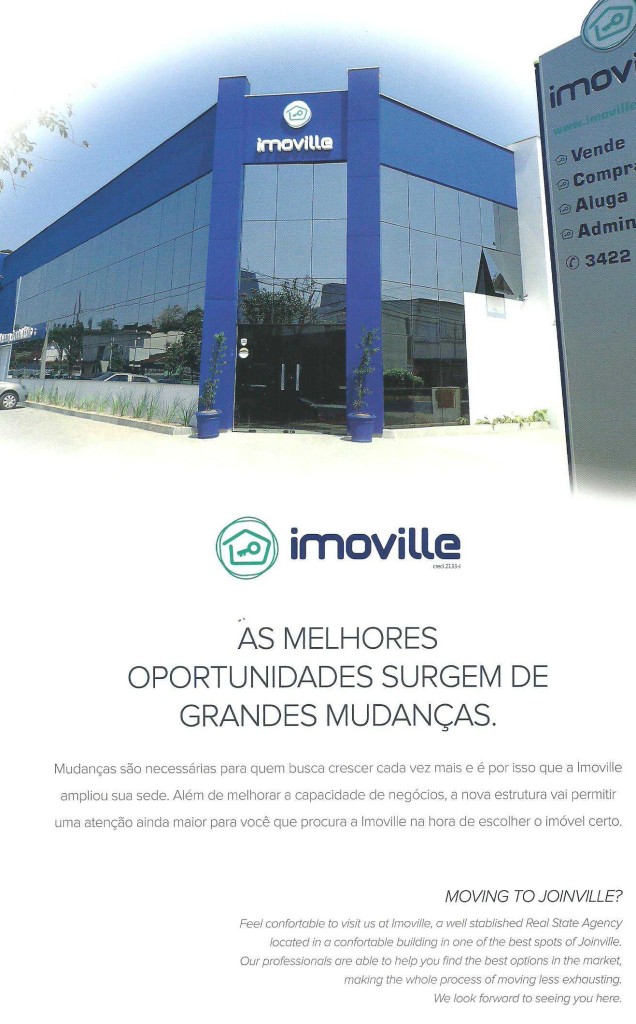 imoville
imovi
www.imoville
Vende
Compra
Aluga
Admin
3422
imoville
creci 2133-j
AS MELHORES
OPORTUNIDADES SURGEM DE
GRANDES MUDANÇAS.
Mudanças são necessárias para quem busca crescer cada vez mais e é por isso que a Imoville
ampliou sua sede. Além de melhorar a capacidade de negócios, a nova estrutura vai permitir
uma atenção ainda maior para você que procura a Imoville na hora de escolher o imóvel certo.
MOVING TO JOINVILLE?
Feel confortable to visit us at Imoville, a well stablished Real State Agency
located in a confortable building in one of the best spots of Joinville.
Our professionals are able to help you find the best options in the market,
making the whole process of moving less exhausting.
We look forward to seeing you here.